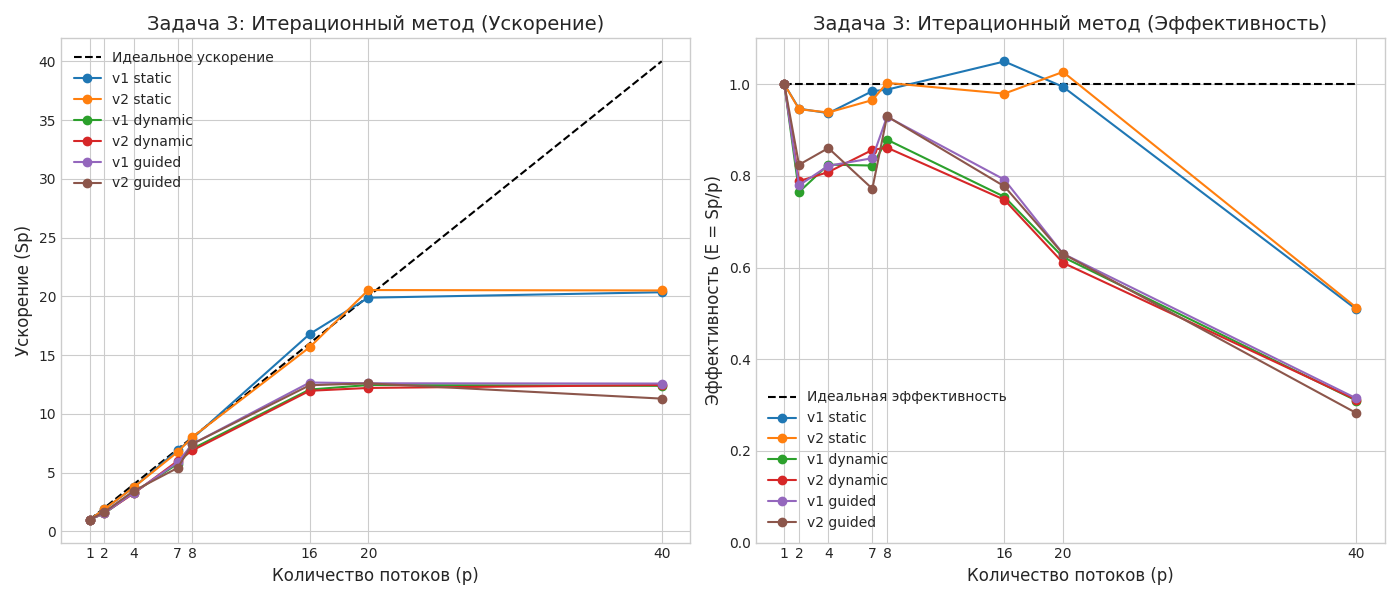 Задача 3: Итерационный метод (Ускорение)
Ускорение (Sp)
40
35
30
25
20
15
10
5
0
Идеальное ускорение
v1 static
v2 static
v1 dynamic
v2 dynamic
v1 guided
v2 guided
1 2 4 7 8 16 20 40
Количество потоков (p)
Задача 3: Итерационный метод (Эффективность)
Эффективность (E = Sp/p)
1.0
0.8
0.6
0.4
0.2
0.0
Идеальная эффективность
v1 static
v2 static
v1 dynamic
v2 dynamic
v1 guided
v2 guided
1 2 4 7 8 16 20 40
Количество потоков (p)